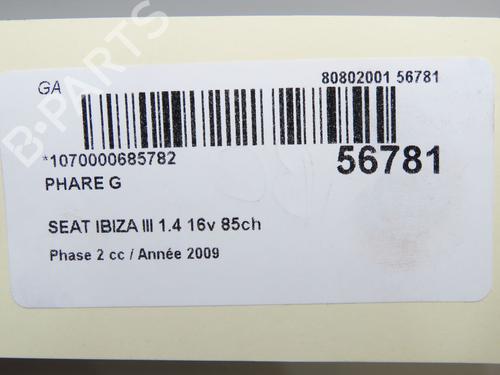 GA
80802001 56781
*1070000685782
56781
PHARE G
SEAT IBIZA III 1.4 16v 85ch
Phase 2 cc / Année 2009
B-PARTS